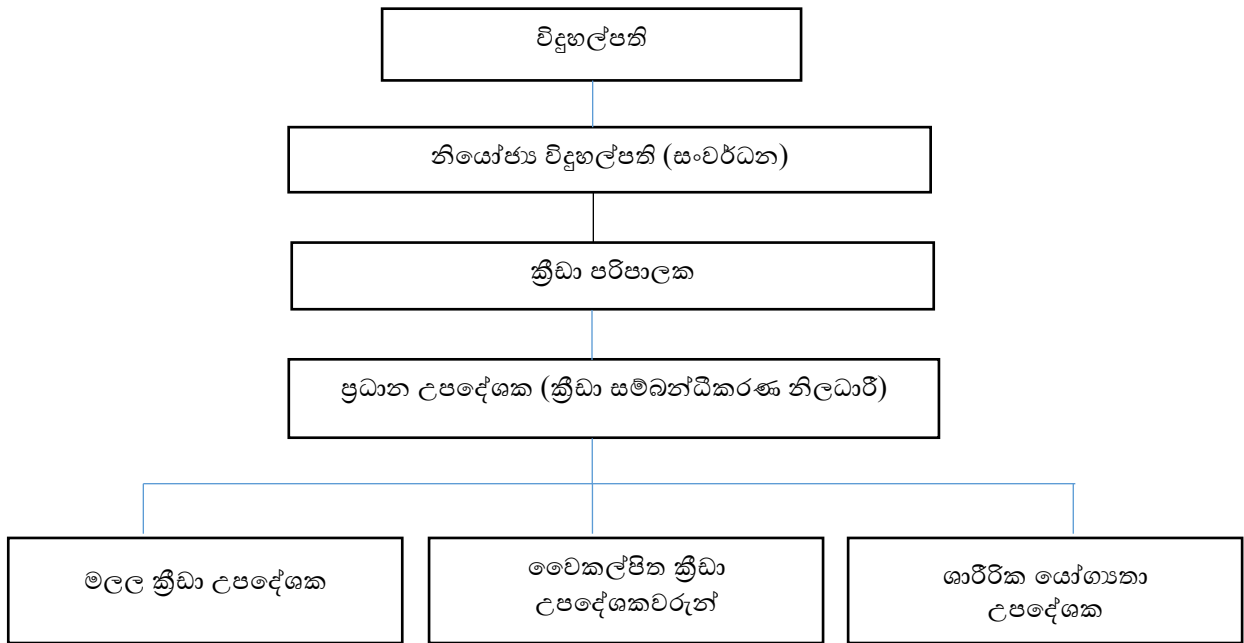 විදුහල්පති
නියෝජ්‍ය විදුහල්පති (සංවර්ධන)
ක්‍රීඩා පරිපාලක
ප්‍රධාන උපදේශක (ක්‍රීඩා සම්බන්ධීකරණ නිලධාරී)
මලල ක්‍රීඩා උපදේශක
වෛකල්පිත ක්‍රීඩා
උපදේශකවරුන්
ශාරීරික යෝග්‍යතා
උපදේශක